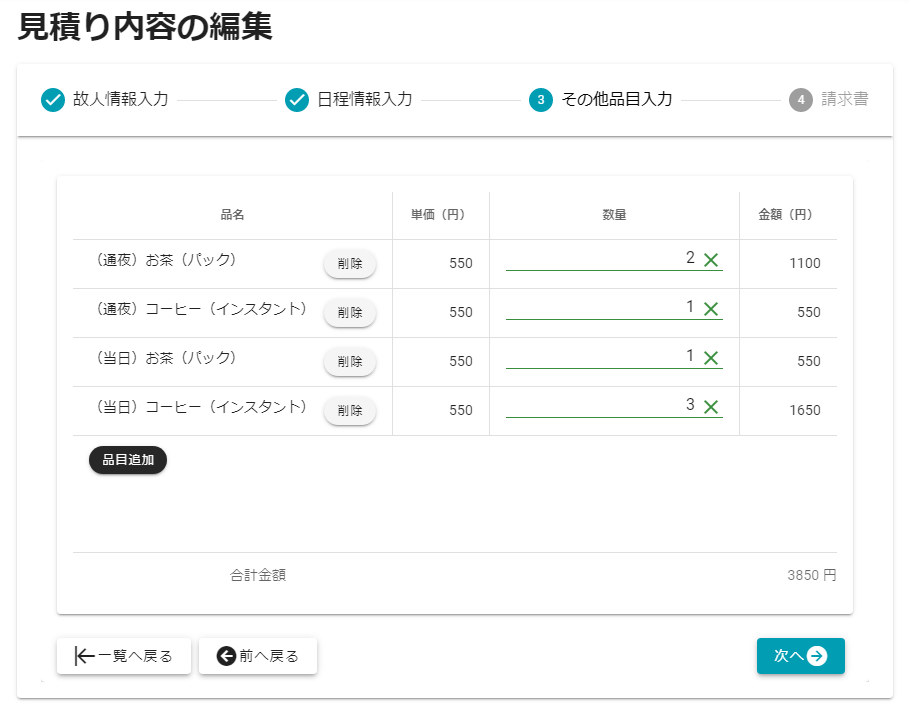 見積り内容の編集
故人情報入力 日程情報入力 3 その他品目入力 4 請求書
品名 単価（円） 数量 金額（円）
（通夜）お茶（パック） 削除 550 2 1100
（通夜）コーヒー（インスタント） 削除 550 1 550
（当日）お茶（パック） 削除 550 1 550
（当日）コーヒー（インスタント） 削除 550 3 1650
品目追加
合計金額 3850 円
一覧へ戻る 前へ戻る 次へ